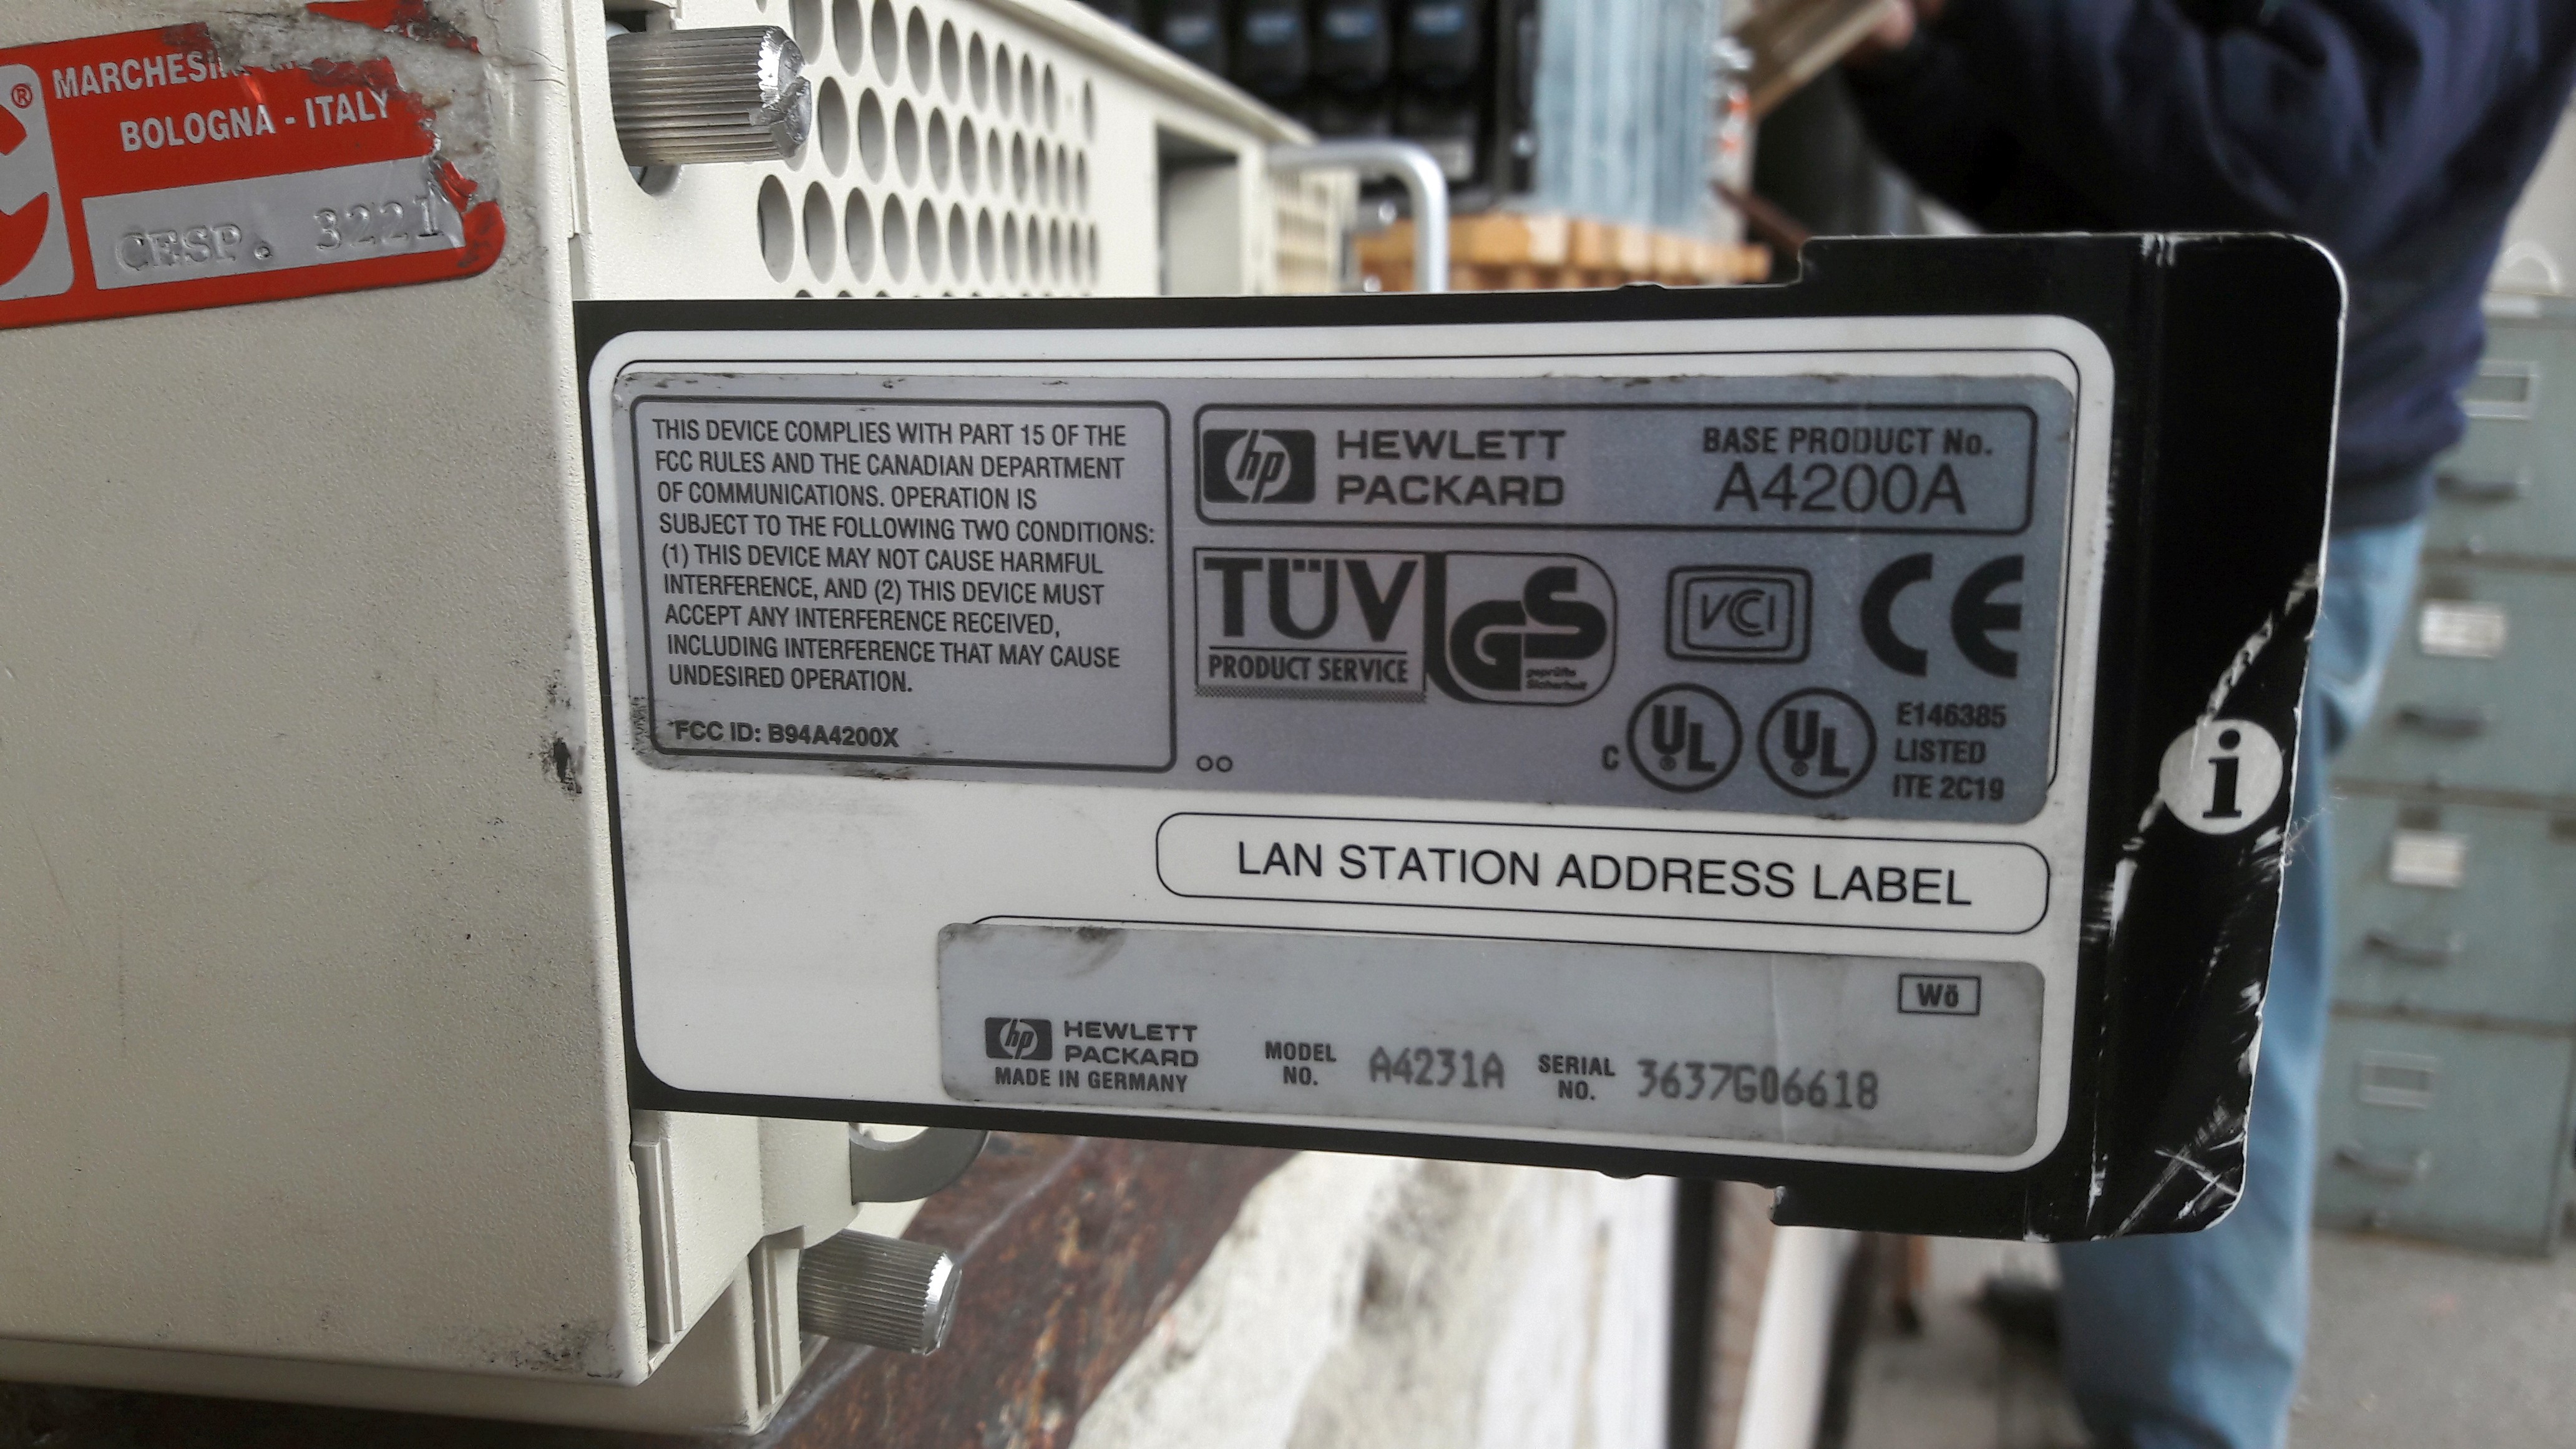 ®
BOLOGNA - ITALY
CESP. 3221
THIS DEVICE COMPLIES WITH PART 15 OF THE
FCC RULES AND THE CANADIAN DEPARTMENT
OF COMMUNICATIONS. OPERATION IS
SUBJECT TO THE FOLLOWING TWO CONDITIONS:
(1) THIS DEVICE MAY NOT CAUSE HARMFUL
INTERFERENCE, AND (2) THIS DEVICE MUST
ACCEPT ANY INTERFERENCE RECEIVED,
INCLUDING INTERFERENCE THAT MAY CAUSE
UNDESIRED OPERATION.
FCC ID: B94A4200X
hp HEWLETT
PACKARD
BASE PRODUCT No.
A4200A
TÜV
PRODUCT SERVICE
GS
geprüfte
Sicherheit
VCI
CE
C UL UL
E146385
LISTED
ITE 2C19
i
LAN STATION ADDRESS LABEL
Wö
hp HEWLETT
PACKARD
MADE IN GERMANY
MODEL
NO.
A4231A
SERIAL
NO.
3637G06618